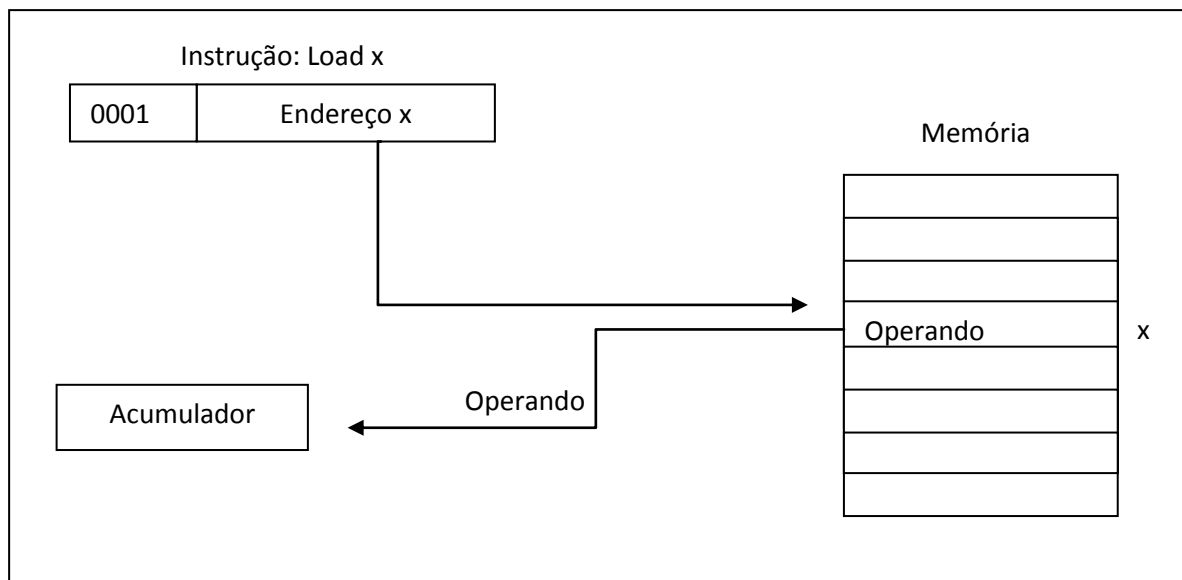 Instrução: Load x
0001
Endereço x
Memória
Operando
x
Acumulador
Operando